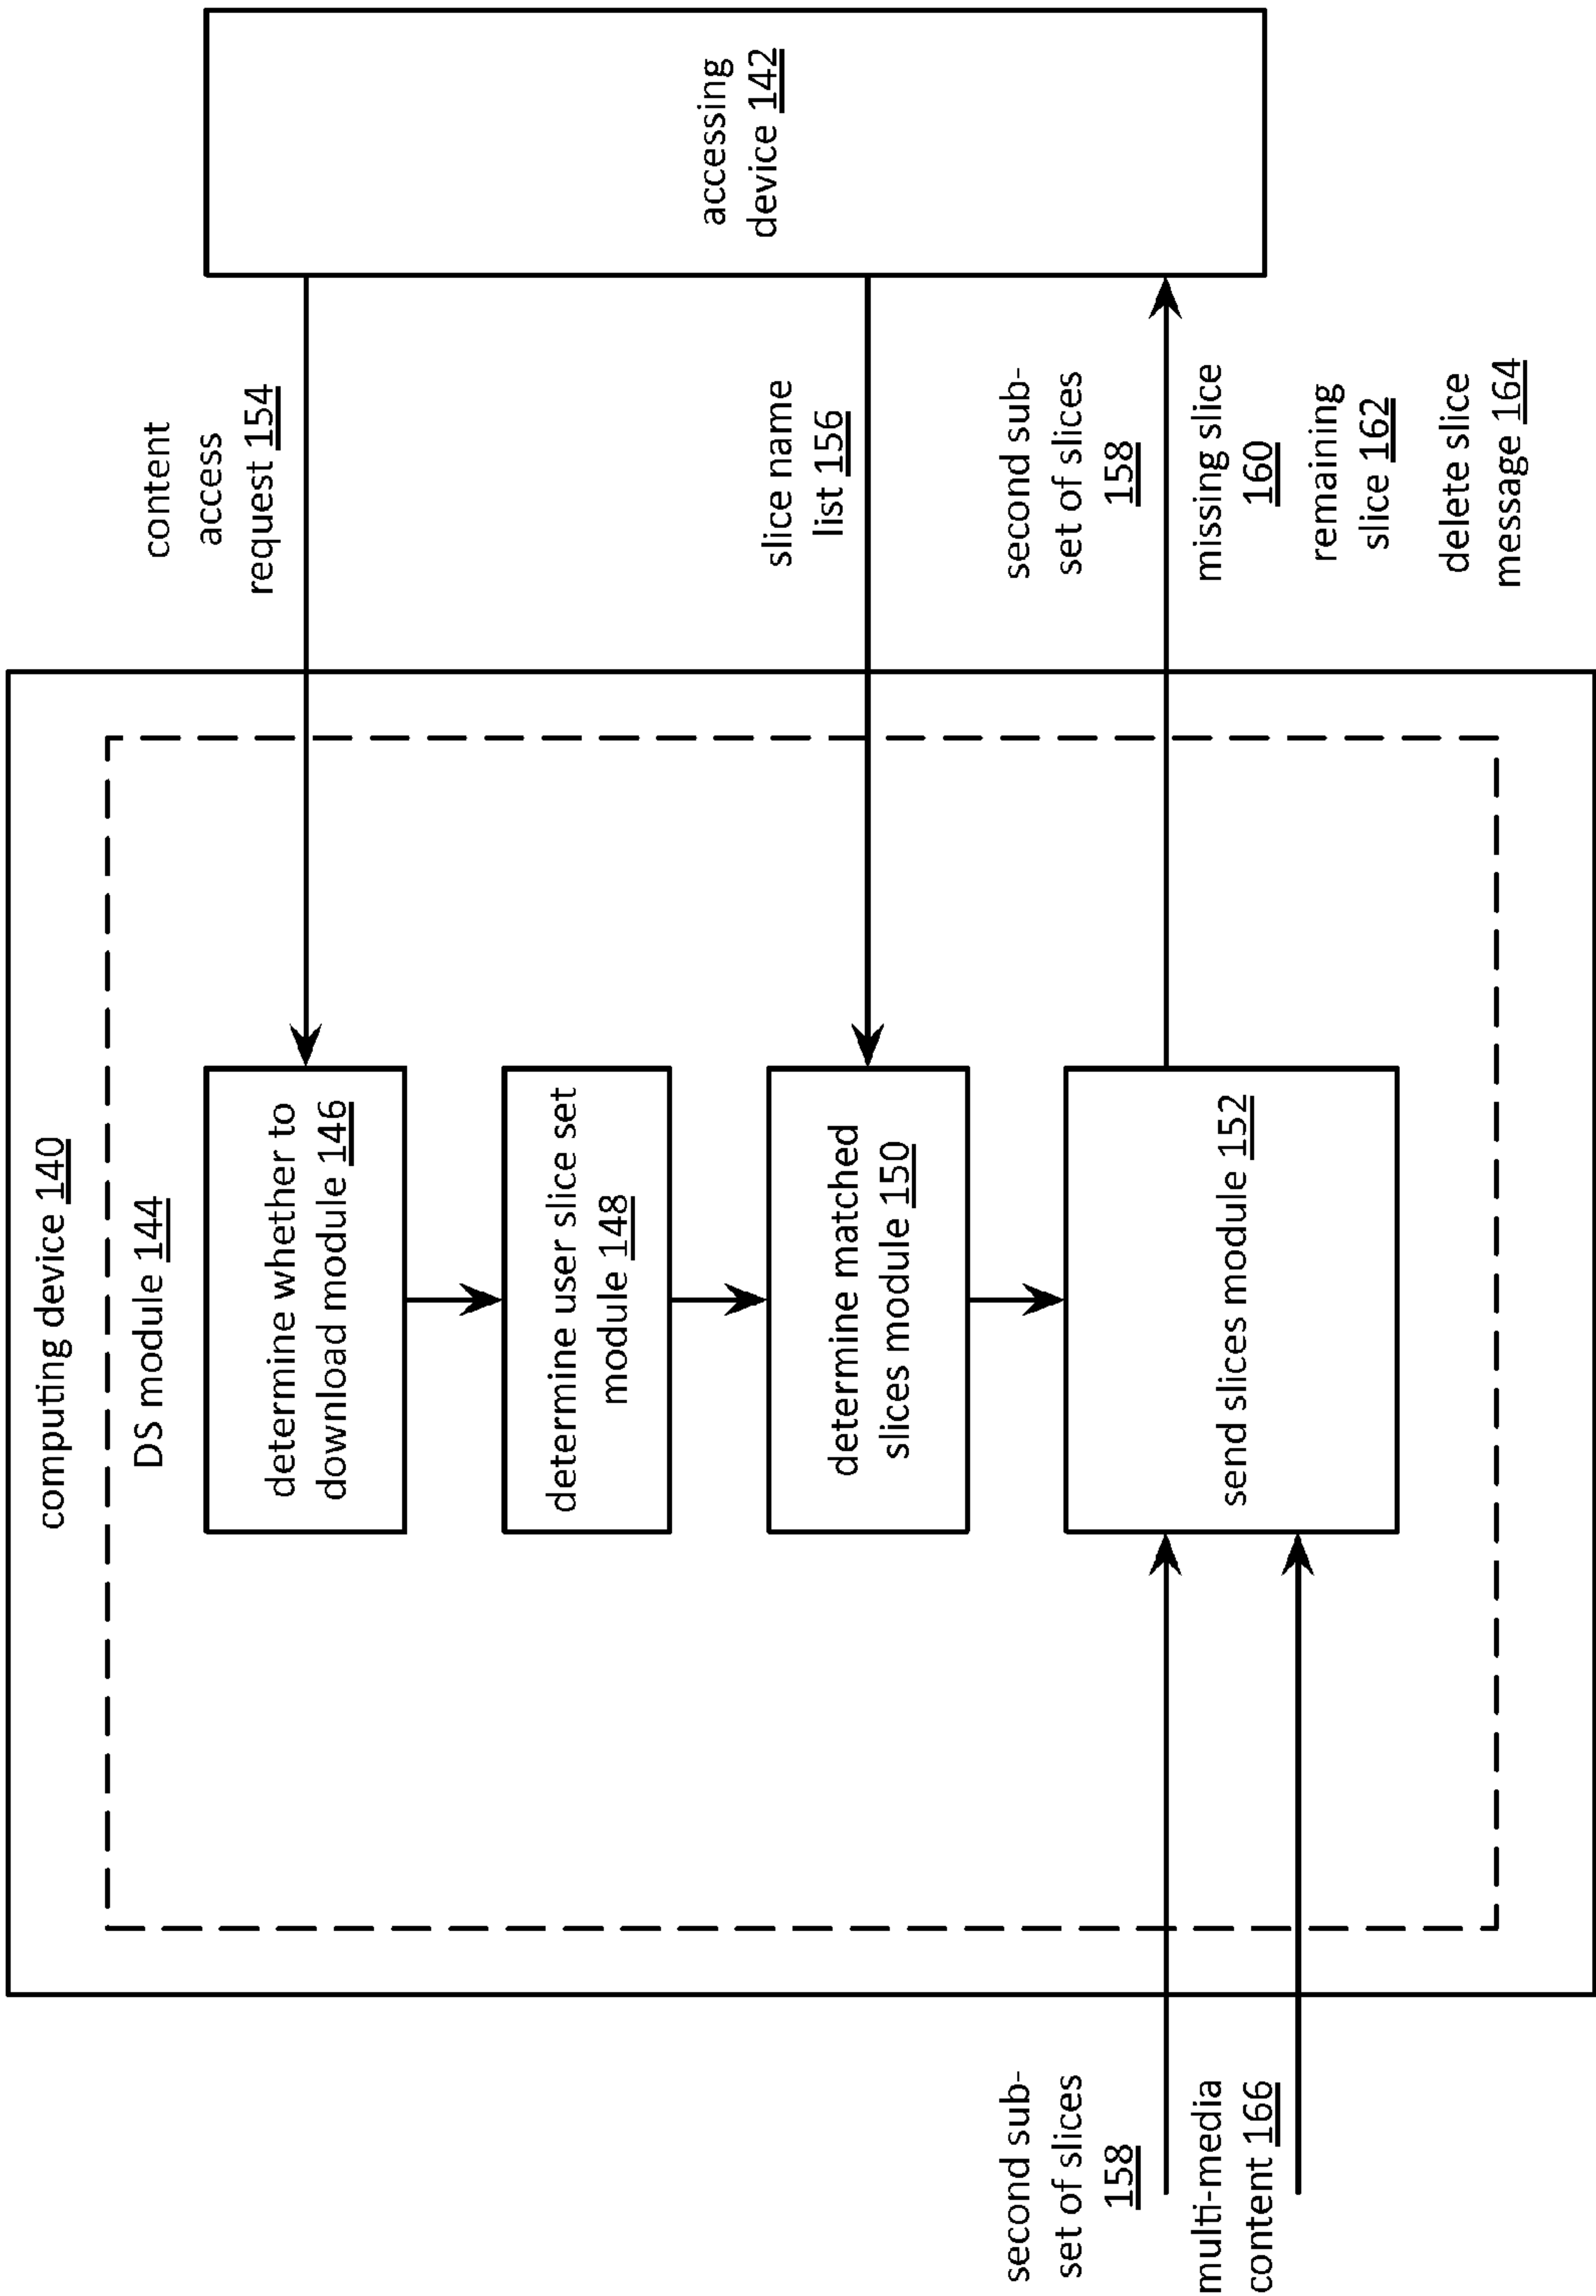 computing device 140
DS module 144
determine whether to
download module 146
determine user slice set
module 148
determine matched
slices module 150
send slices module 152
second sub-
set of slices
158
multi-media
content 166
content
access
request 154
slice name
list 156
second sub-
set of slices
158
missing slice
160
remaining
slice 162
delete slice
message 164
accessing
device 142